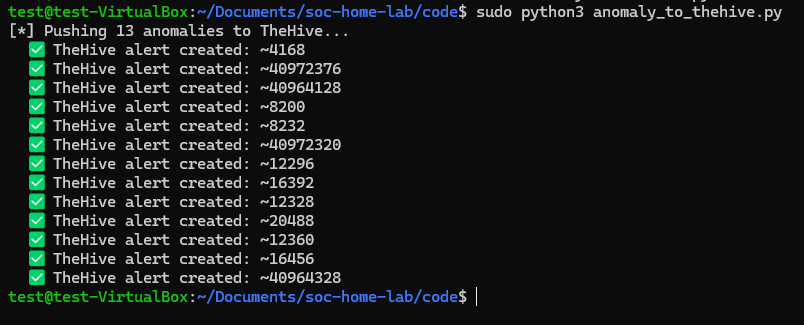 test@test-VirtualBox:~/Documents/soc-home-lab/code$ sudo python3 anomaly_to_thehive.py
[*] Pushing 13 anomalies to TheHive...
✅ TheHive alert created: ~4168
✅ TheHive alert created: ~40972376
✅ TheHive alert created: ~40964128
✅ TheHive alert created: ~8200
✅ TheHive alert created: ~8232
✅ TheHive alert created: ~40972320
✅ TheHive alert created: ~12296
✅ TheHive alert created: ~16392
✅ TheHive alert created: ~12328
✅ TheHive alert created: ~20488
✅ TheHive alert created: ~12360
✅ TheHive alert created: ~16456
✅ TheHive alert created: ~40964328
test@test-VirtualBox:~/Documents/soc-home-lab/code$